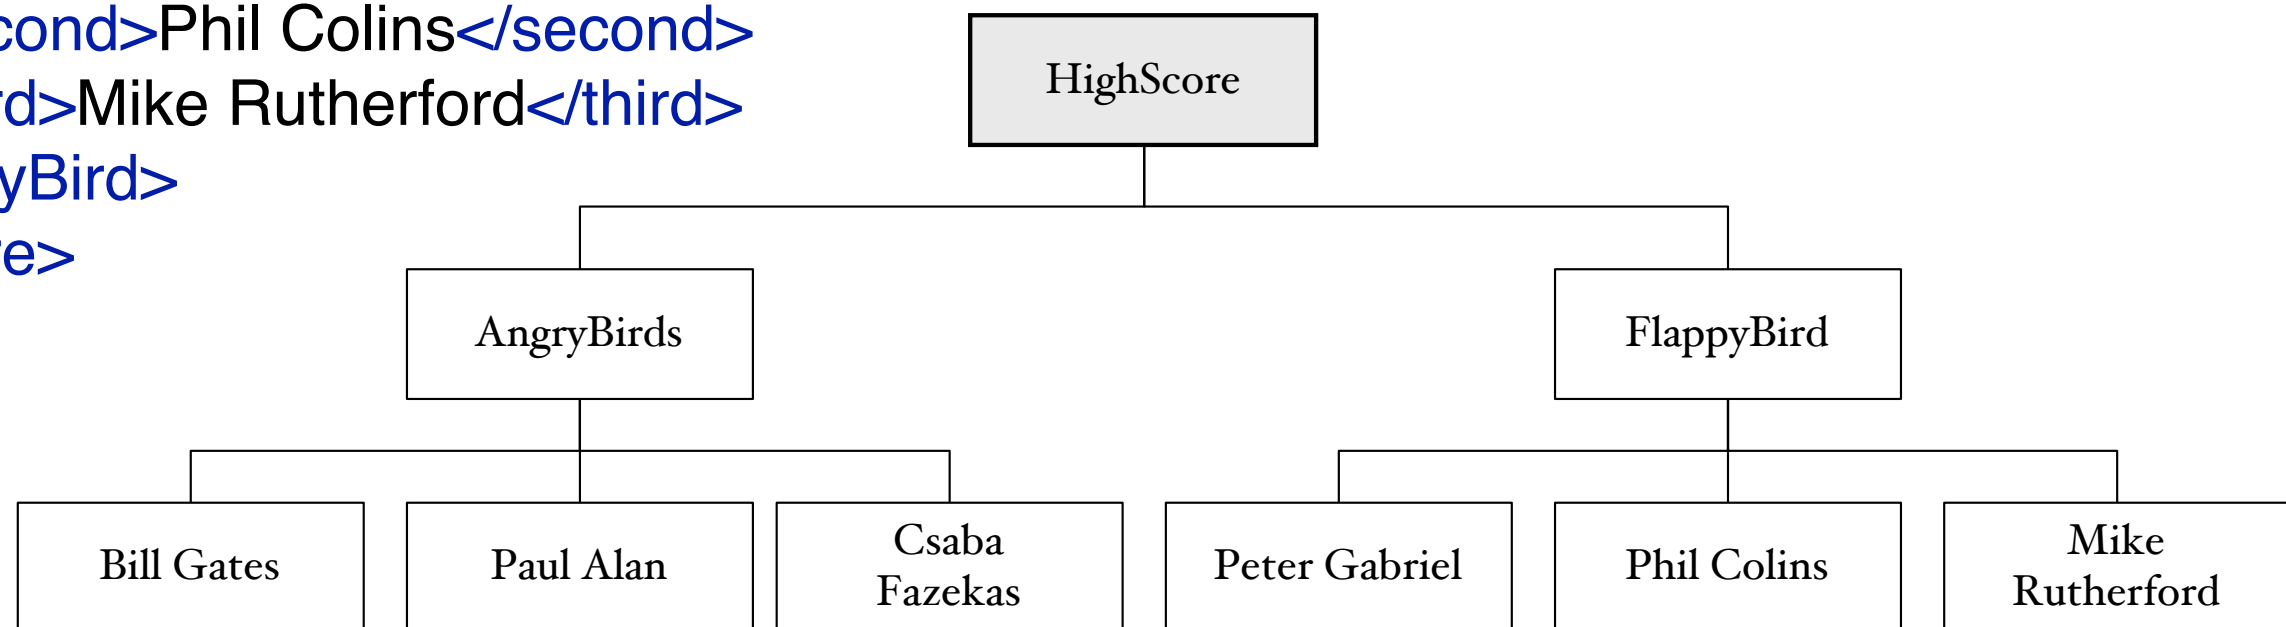 cond>Phil Colins</second>
rd>Mike Rutherford</third>
yBird>
re>
HighScore
AngryBirds
FlappyBird
Bill Gates
Paul Alan
Csaba
Fazekas
Peter Gabriel
Phil Colins
Mike
Rutherford